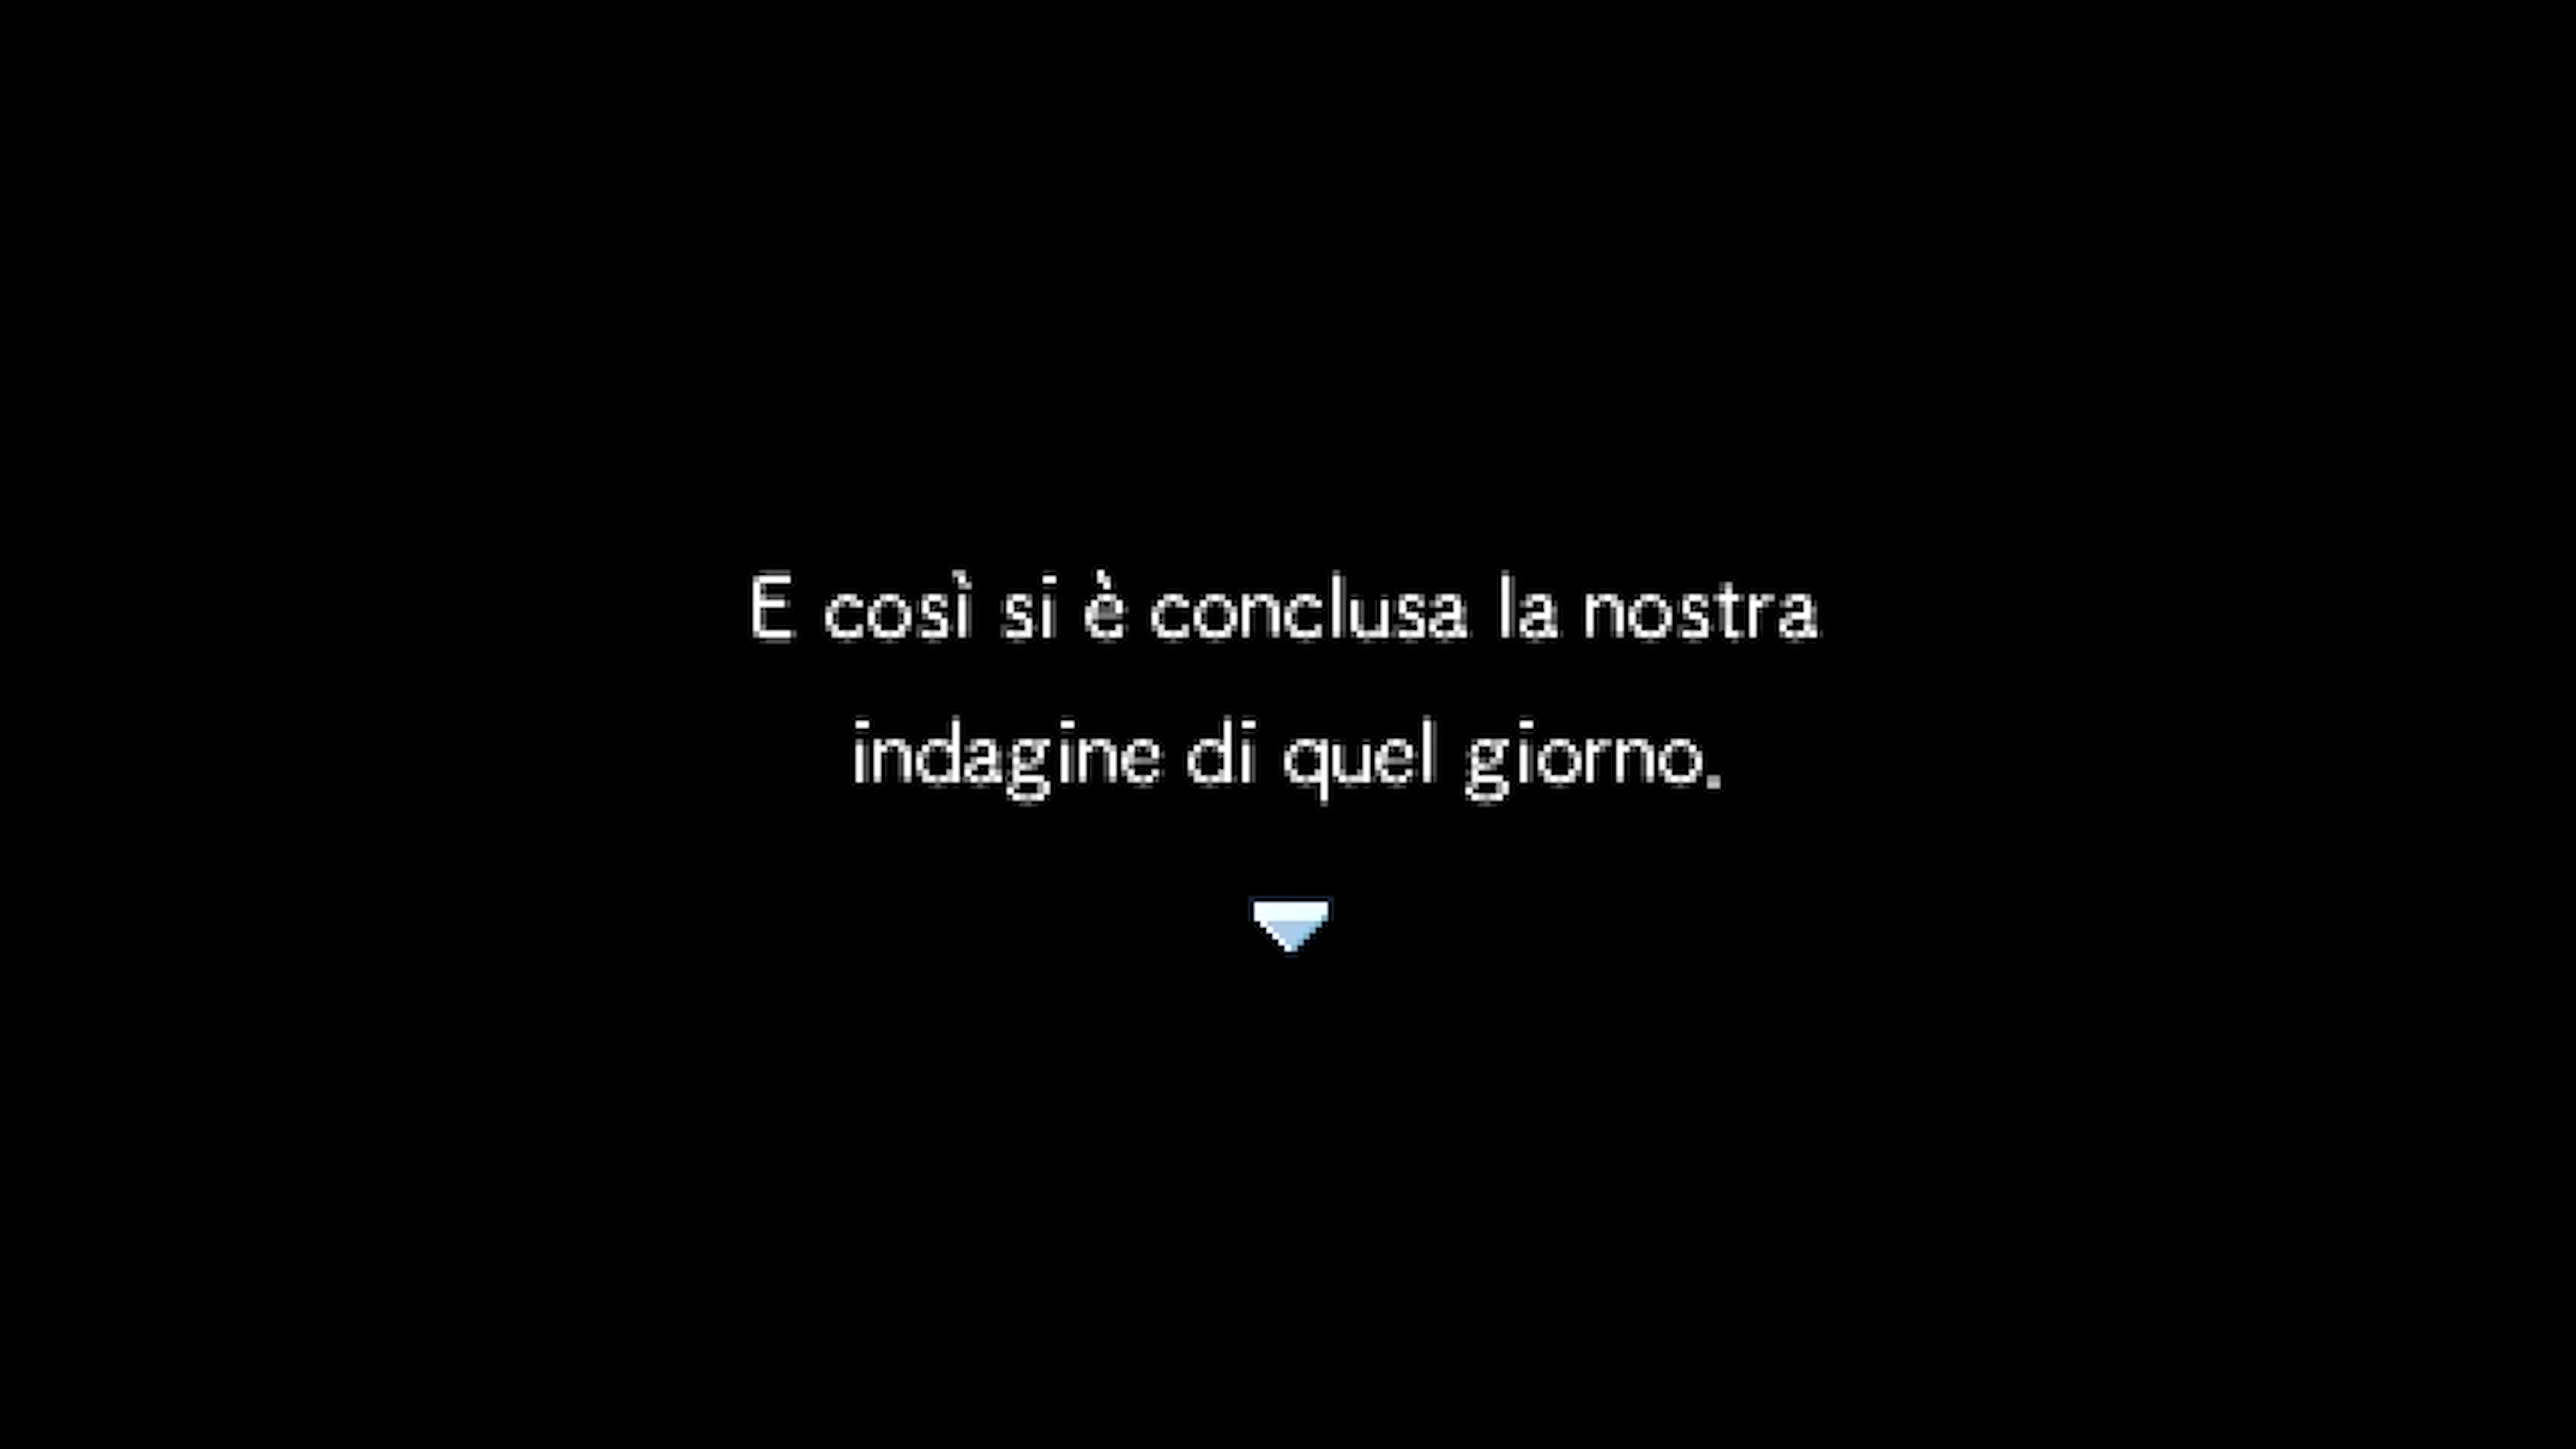 E così si è conclusa la nostra
indagine di quel giorno.